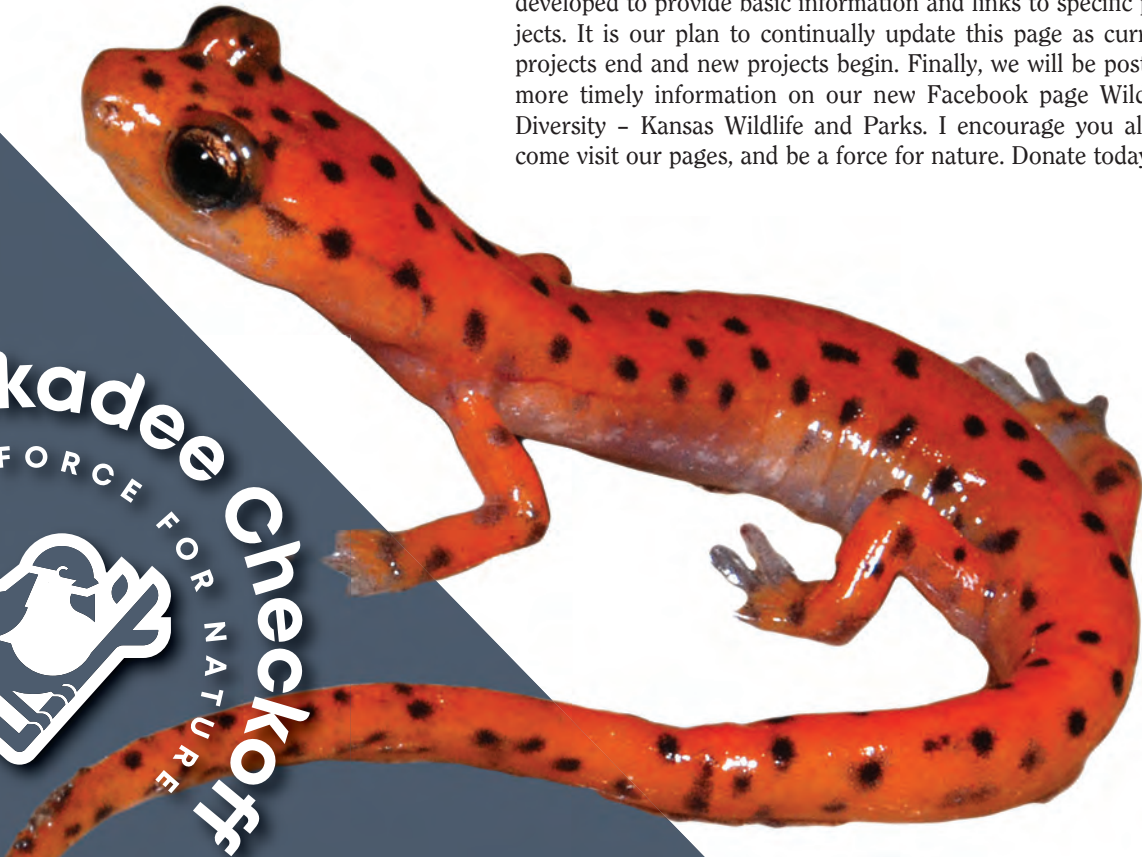 developed to provide basic information and links to specific
jects. It is our plan to continually update this page as curr
projects end and new projects begin. Finally, we will be post
more timely information on our new Facebook page Wild
Diversity – Kansas Wildlife and Parks. I encourage you al
come visit our pages, and be a force for nature. Donate today
kadee Checkoff
FORCE FOR NATURE